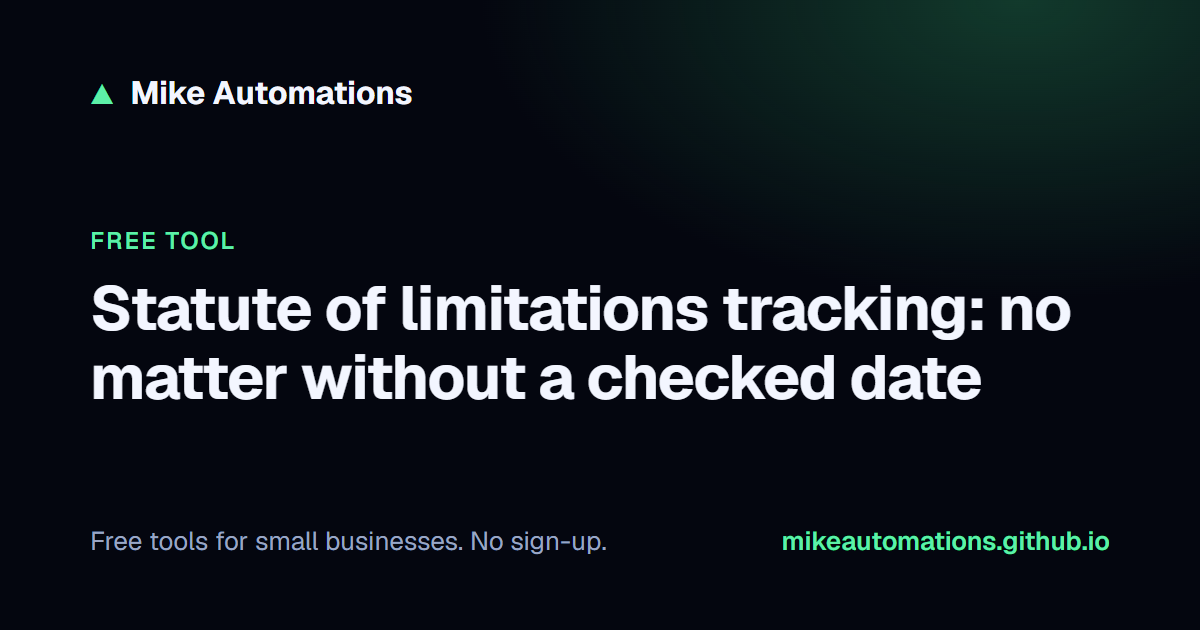 Mike Automations
FREE TOOL
Statute of limitations tracking: no
matter without a checked date
Free tools for small businesses. No sign-up.
mikeautomations.github.io